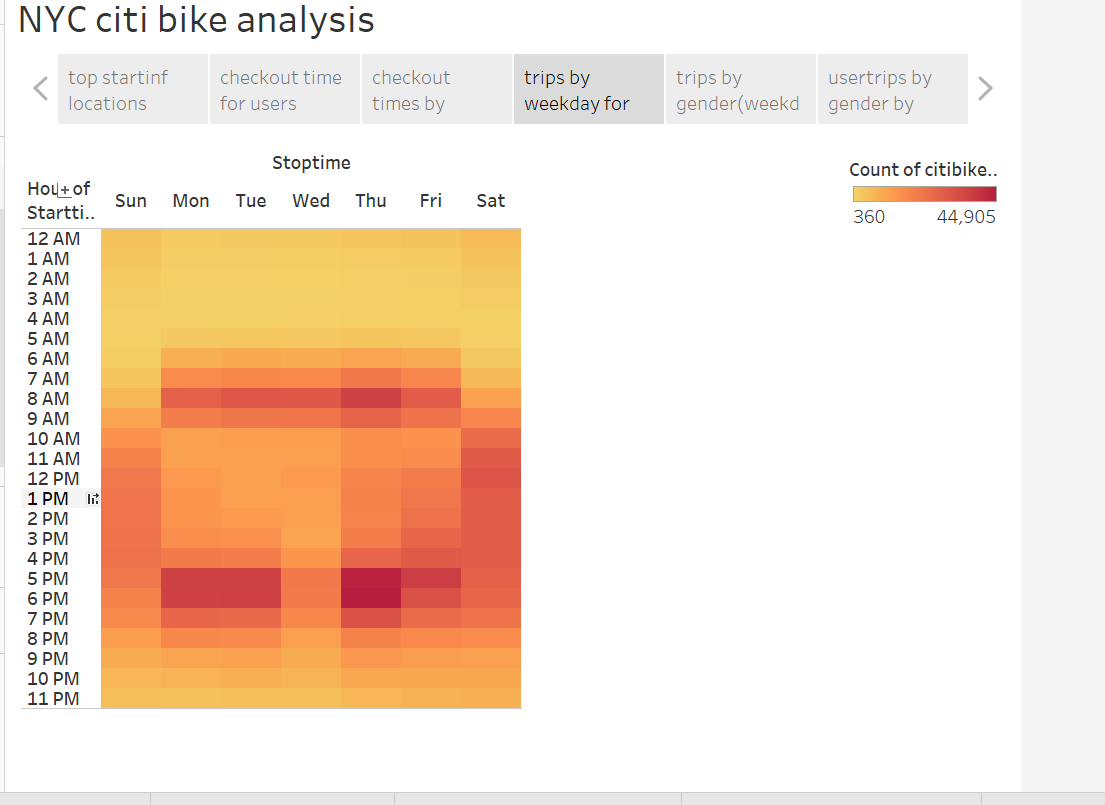 NYC citi bike analysis
top startinf
locations
checkout time
for users
checkout
times by
trips by
weekday for
trips by
gender(weekd
usertrips by
gender by
Stoptime
Hou + of
Startti..
Sun Mon Tue Wed Thu Fri Sat
Count of citibike..
360 44,905
12 AM
1 AM
2 AM
3 AM
4 AM
5 AM
6 AM
7 AM
8 AM
9 AM
10 AM
11 AM
12 PM
1 PM
2 PM
3 PM
4 PM
5 PM
6 PM
7 PM
8 PM
9 PM
10 PM
11 PM